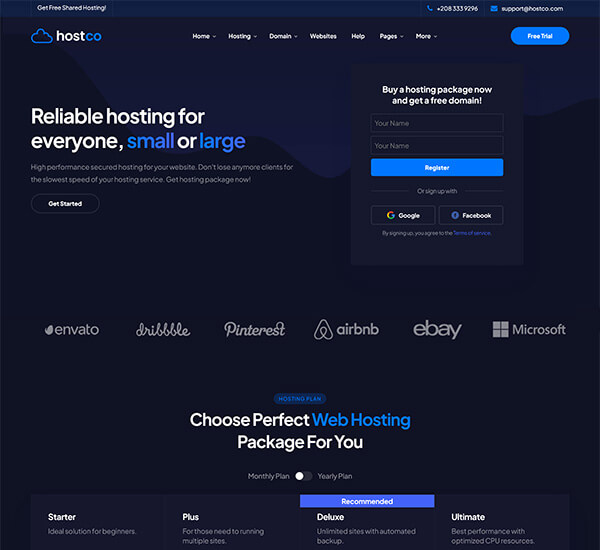 Get Free Shared Hosting!
+208 333 9296
support@hostco.com
hostco
Home
Hosting
Domain
Websites
Help
Pages
More
Free Trial
Reliable hosting for
everyone, small or large
High performance secured hosting for your website. Don't lose anymore clients for
the slowest speed of your hosting service. Get hosting package now!
Get Started
Buy a hosting package now
and get a free domain!
Your Name
Your Name
Register
Or sign up with
Google
Facebook
By signing up, you agree to the Terms of service.
envato
dribbble
Pinterest
airbnb
ebay
Microsoft
HOSTING PLAN
Choose Perfect Web Hosting
Package For You
Monthly Plan
Yearly Plan
Recommended
Starter
Ideal solution for beginners.
Plus
For those need to running
multiple sites.
Deluxe
Unlimited sites with automated
backup.
Ultimate
Best performance with
optimized CPU resources.